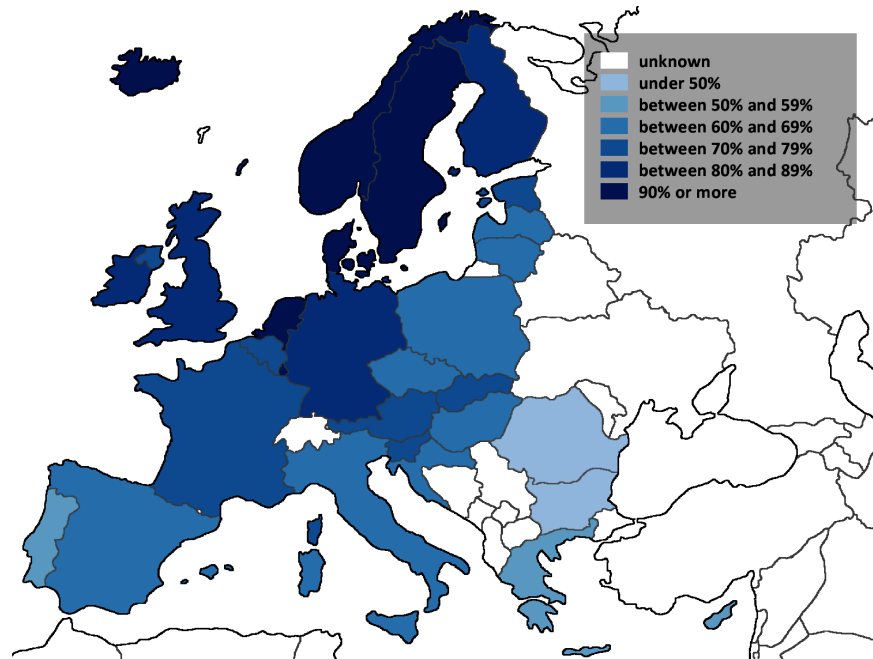 unknown
under 50%
between 50% and 59%
between 60% and 69%
between 70% and 79%
between 80% and 89%
90% or more